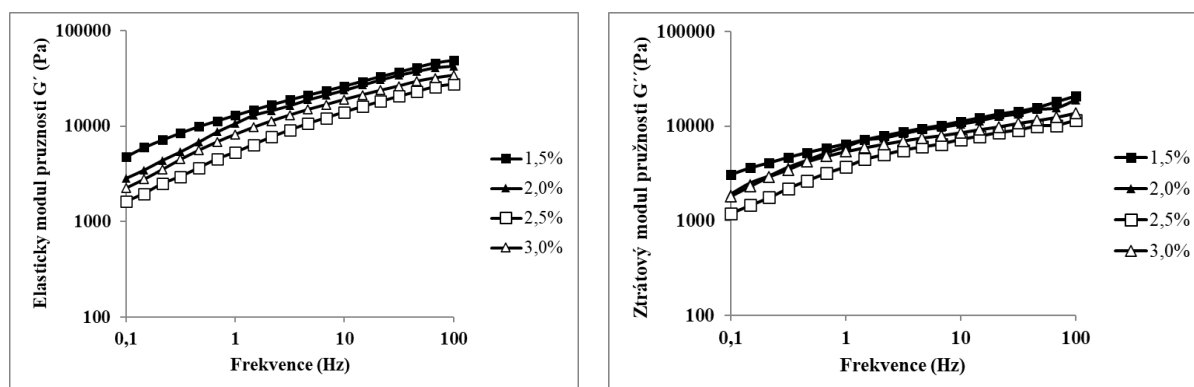 Elasticky modul pruznosti G´ (Pa)
100000
10000
1000
100
0,1 1 10 100
Frekvence (Hz)
1,5%
2,0%
2,5%
3,0%
Ztrátový modul pružnosti G´´(Pa)
100000
10000
1000
100
0,1 1 10 100
Frekvence (Hz)
1,5%
2,0%
2,5%
3,0%